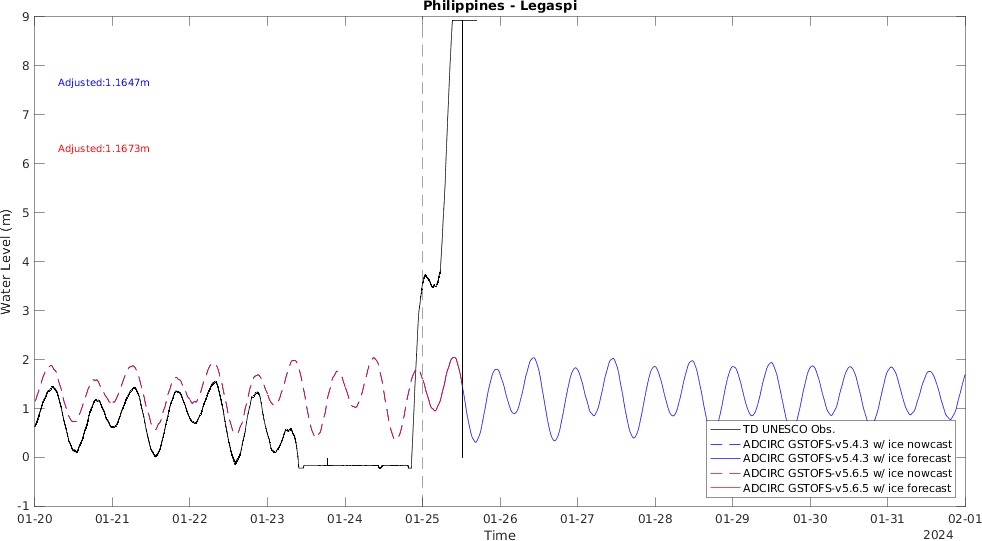 Philippines - Legaspi
9
8
7
6
5
4
3
2
1
0
-1
Water Level (m)
Adjusted:1.1647m
Adjusted:1.1673m
TD UNESCO Obs.
ADCIRC GSTOFS-v5.4.3 w/ ice nowcast
ADCIRC GSTOFS-v5.4.3 w/ ice forecast
ADCIRC GSTOFS-v5.6.5 w/ ice nowcast
ADCIRC GSTOFS-v5.6.5 w/ ice forecast
01-20 01-21 01-22 01-23 01-24 01-25 01-26 01-27 01-28 01-29 01-30 01-31 02-01
Time
2024